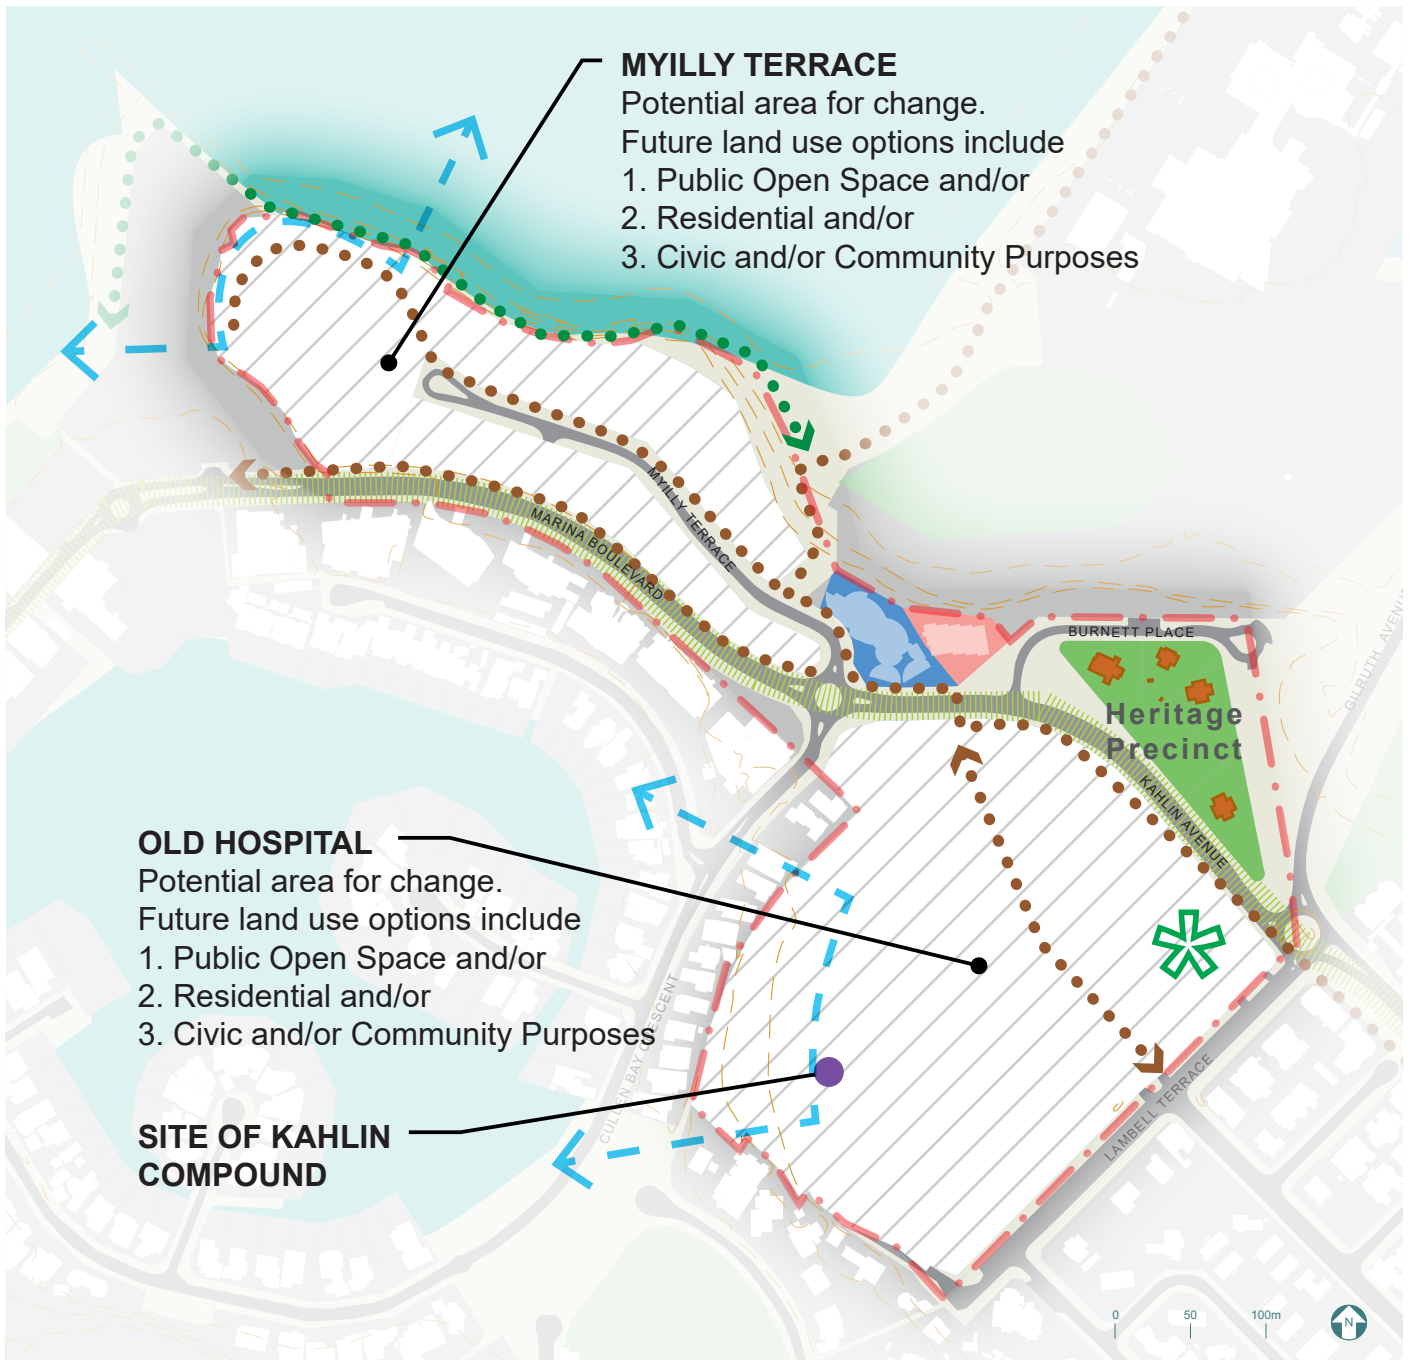 MYILLY TERRACE
Potential area for change.
Future land use options include
1. Public Open Space and/or
2. Residential and/or
3. Civic and/or Community Purposes
MYILLY TERRACE
MARINA BOULEVARD
BURNETT PLACE
GILRUTH AVENUE
Heritage
Precinct
KAHLIN AVENUE
OLD HOSPITAL
Potential area for change.
Future land use options include
1. Public Open Space and/or
2. Residential and/or
3. Civic and/or Community Purposes
CULLEN BAY CRESCENT
SITE OF KAHLIN
COMPOUND
LAMBELL TERRACE
0 50 100m
N